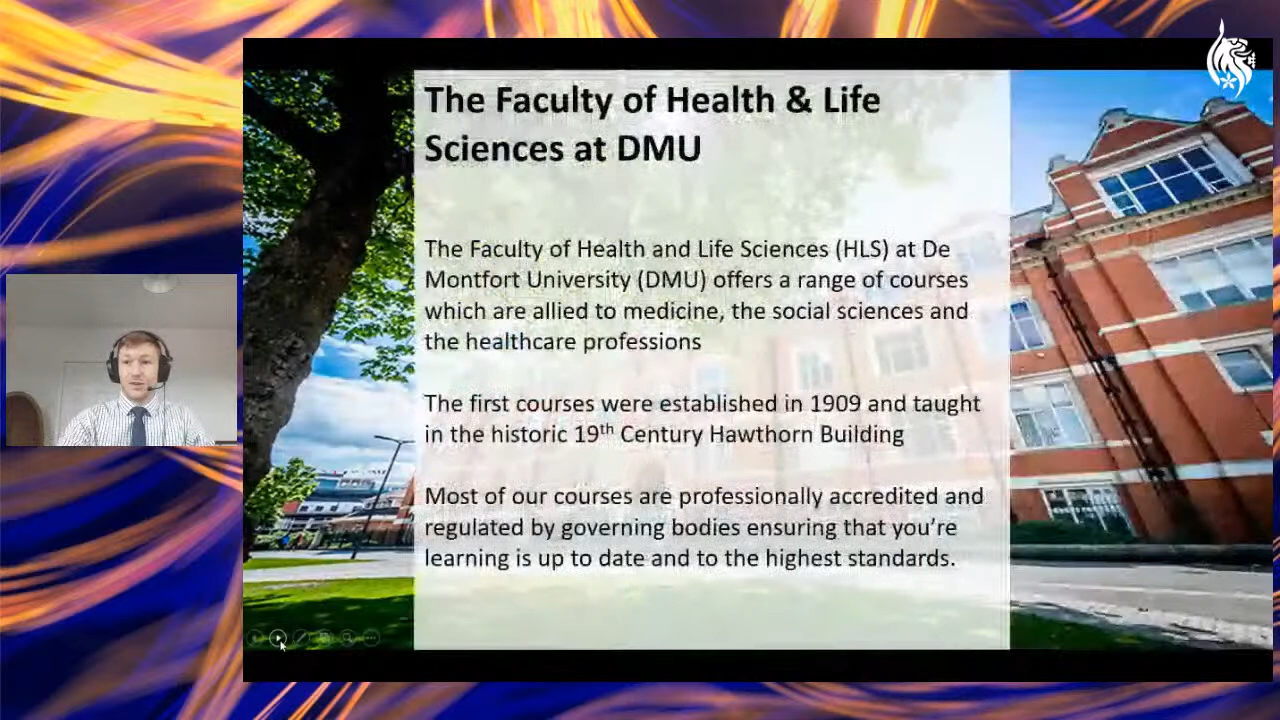 The Faculty of Health & Life
Sciences at DMU
The Faculty of Health and Life Sciences (HLS) at De
Montfort University (DMU) offers a range of courses
which are allied to medicine, the social sciences and
the healthcare professions
The first courses were established in 1909 and taught
in the historic 19th Century Hawthorn Building
Most of our courses are professionally accredited and
regulated by governing bodies ensuring that you're
learning is up to date and to the highest standards.